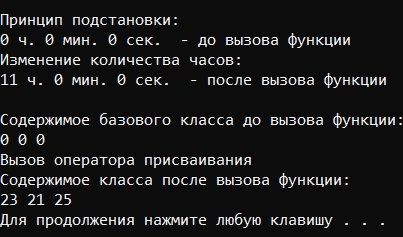 Принцип подстановки:
0 ч. 0 мин. 0 сек.  - до вызова функции
Изменение количества часов:
11 ч. 0 мин. 0 сек.  - после вызова функции
Содержимое базового класса до вызова функции:
0 0 0
Вызов оператора присваивания
Содержимое класса после вызова функции:
23 21 25
Для продолжения нажмите любую клавишу . . .